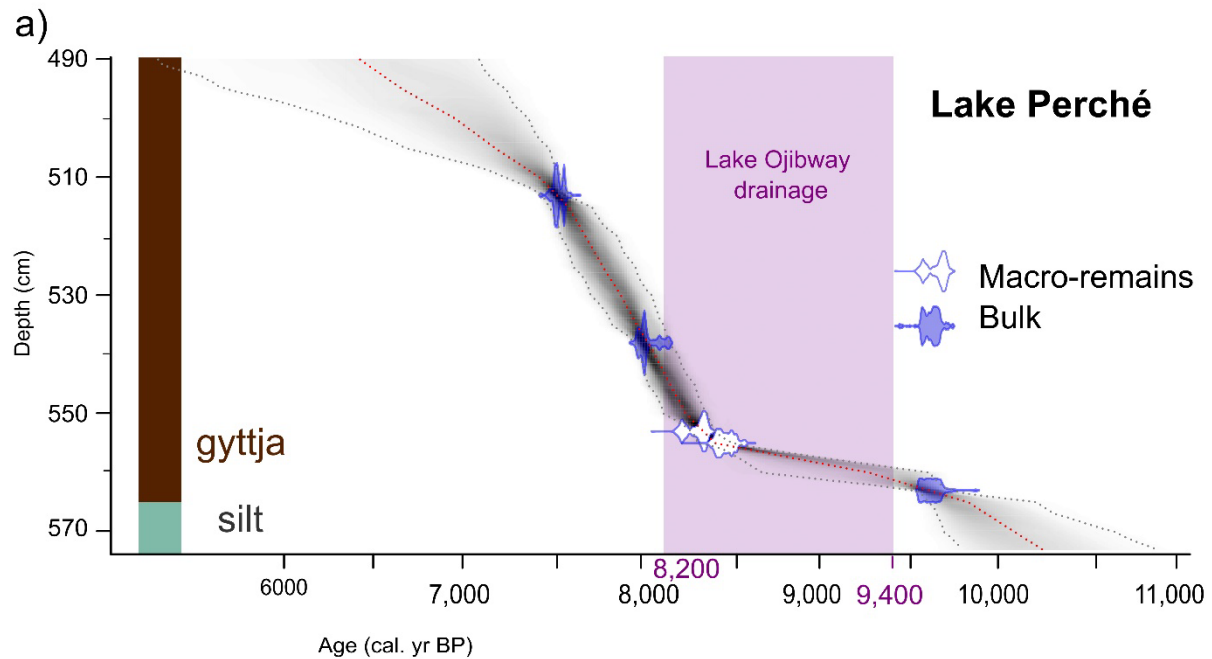 a)
490
510
530
550
570
Depth (cm)
gyttja
silt
Lake Perché
Lake Ojibway
drainage
Macro-remains
Bulk
6000
7,000
8,000
8,200
9,000
9,400
10,000
11,000
Age (cal. yr BP)